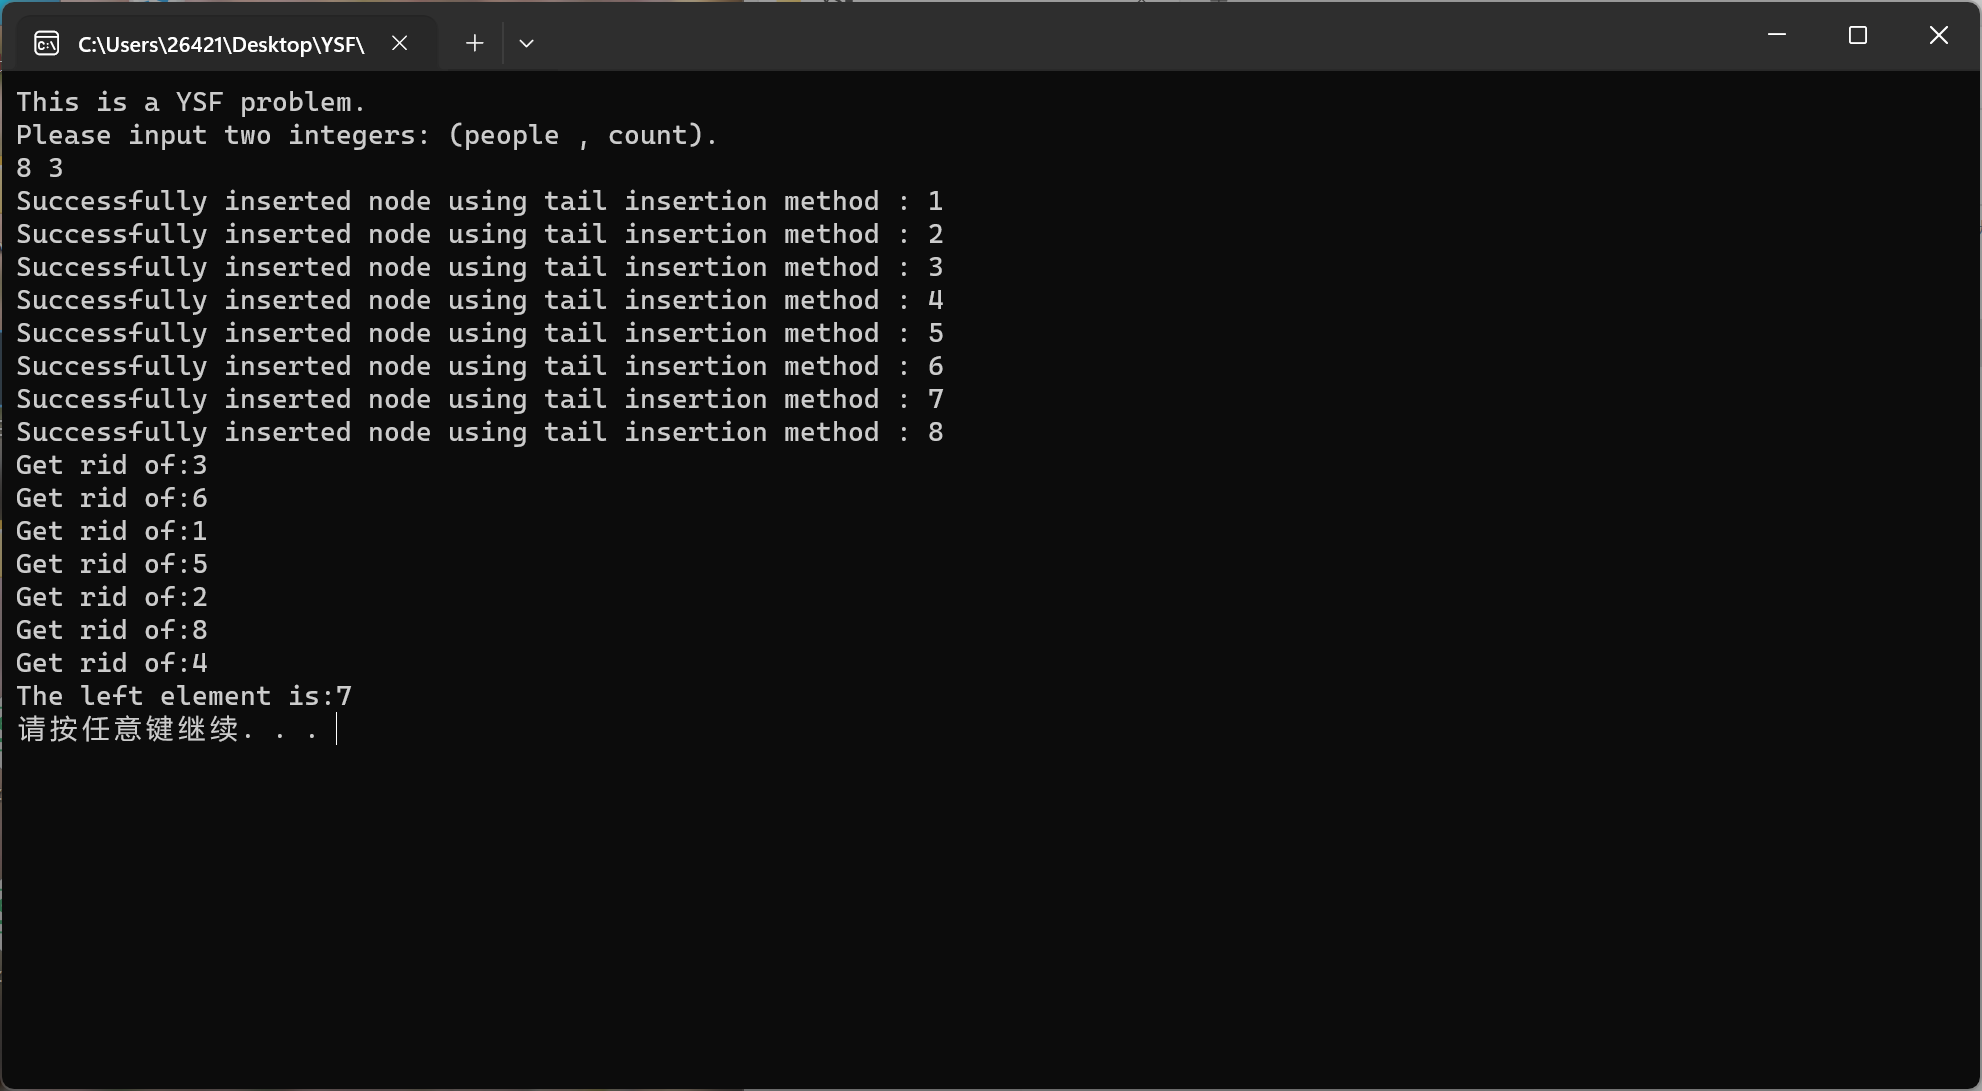 C:\Users\26421\Desktop\YSF\
This is a YSF problem.
Please input two integers: (people , count).
8 3
Successfully inserted node using tail insertion method : 1
Successfully inserted node using tail insertion method : 2
Successfully inserted node using tail insertion method : 3
Successfully inserted node using tail insertion method : 4
Successfully inserted node using tail insertion method : 5
Successfully inserted node using tail insertion method : 6
Successfully inserted node using tail insertion method : 7
Successfully inserted node using tail insertion method : 8
Get rid of:3
Get rid of:6
Get rid of:1
Get rid of:5
Get rid of:2
Get rid of:8
Get rid of:4
The left element is:7
请按任意键继续. . .